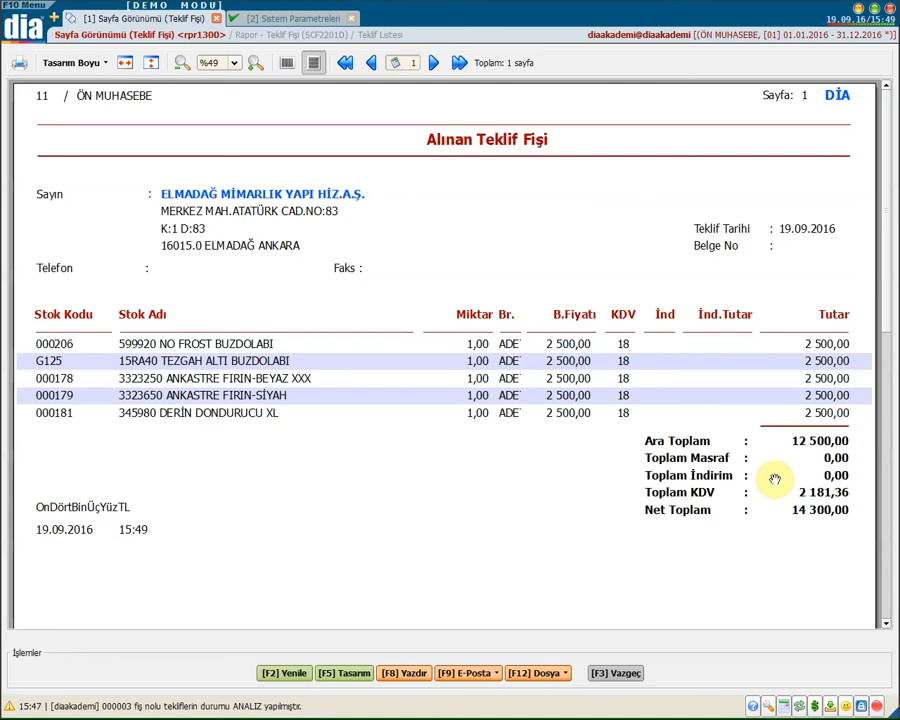 F10 Menu
[DEMO MODU]
dia
[1] Sayfa Görünümü (Teklif Fişi)
[2] Sistem Parametreleri
19.09.16/15:49
Sayfa Görünümü (Teklif Fişi) <rpr1300> / Rapor - Teklif Fişi (SCF2201D) / Teklif Listesi
diaakademi@diaakademi [(ÖN MUHASEBE, [01] 01.01.2016 - 31.12.2016 *)]
Tasarım Boyu
%49
1
Toplam: 1 sayfa
11 / ÖN MUHASEBE
Sayfa: 1 DİA
Alınan Teklif Fişi
Sayın : ELMADAĞ MİMARLIK YAPI HİZ.A.Ş.
MERKEZ MAH.ATATÜRK CAD.NO:83
K:1 D:83
Teklif Tarihi : 19.09.2016
16015.0 ELMADAĞ ANKARA
Belge No :
Telefon :
Faks :
Stok Kodu Stok Adı Miktar Br. B.Fiyatı KDV İnd İnd.Tutar Tutar
000206 599920 NO FROST BUZDOLABI 1,00 ADE 2 500,00 18 2 500,00
G125 15RA40 TEZGAH ALTI BUZDOLABI 1,00 ADE 2 500,00 18 2 500,00
000178 3323250 ANKASTRE FIRIN-BEYAZ XXX 1,00 ADE 2 500,00 18 2 500,00
000179 3323650 ANKASTRE FIRIN-SİYAH 1,00 ADE 2 500,00 18 2 500,00
000181 345980 DERİN DONDURUCU XL 1,00 ADE 2 500,00 18 2 500,00
Ara Toplam : 12 500,00
Toplam Masraf : 0,00
Toplam İndirim : 0,00
Toplam KDV : 2 181,36
OnDörtBinÜçYüzTL
Net Toplam : 14 300,00
19.09.2016 15:49
İşlemler
[F2] Yenile
[F5] Tasarım
[F8] Yazdır
[F9] E-Posta
[F12] Dosya
[F3] Vazgeç
15:47 | [diaakademi] 000003 fiş nolu tekliflerin durumu ANALIZ yapılmıştır.